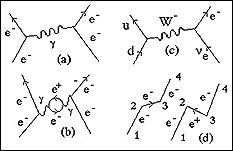 e⁻ e⁻ u W⁻ e⁻
γ
e⁻ e⁻ d νₑ
(a) (c)
e⁻ e⁺ - e⁻ 4 4
γ γ 2 e⁻ 3 2 e⁻
e⁻ e⁻ e⁻ e⁻ e⁻ 3
(b) 1 1 (d)